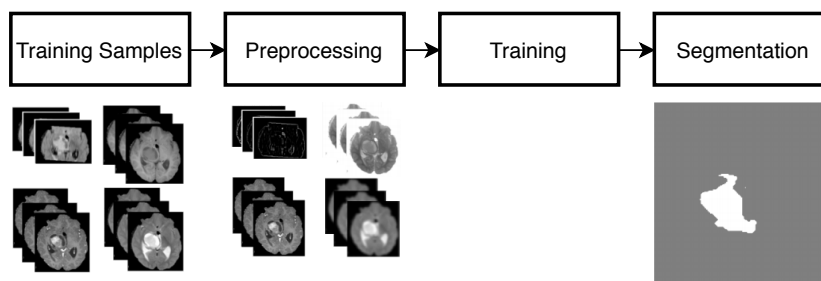 Training Samples
Preprocessing
Training
Segmentation